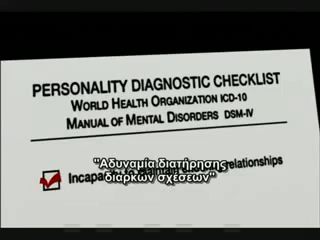 PERSONALITY DIAGNOSTIC CHECKLIST
WORLD HEALTH ORGANIZATION ICD-10
MANUAL OF MENTAL DISORDERS DSM-IV
"Αδυναμία διατήρησης
διαρκών σχέσεων"
relationships